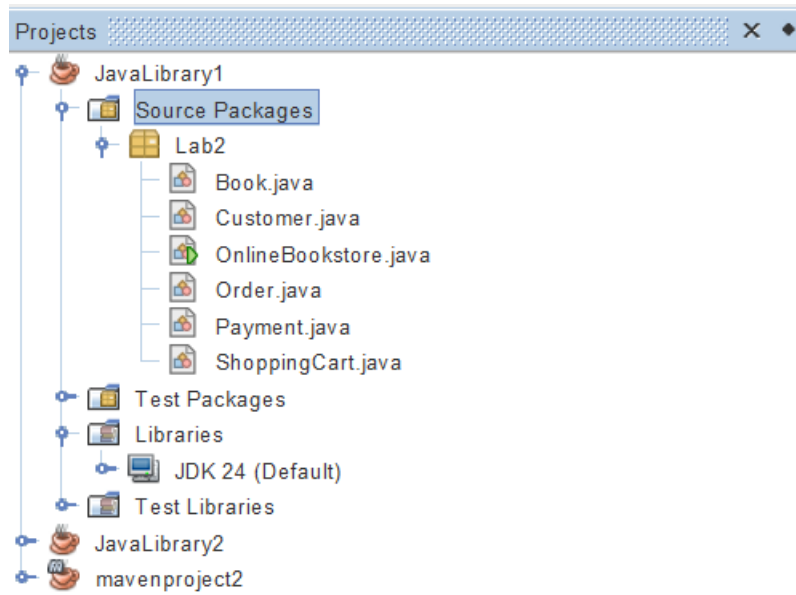 Projects
JavaLibrary1
Source Packages
Lab2
Book.java
Customer.java
OnlineBookstore.java
Order.java
Payment.java
ShoppingCart.java
Test Packages
Libraries
JDK 24 (Default)
Test Libraries
JavaLibrary2
mavenproject2